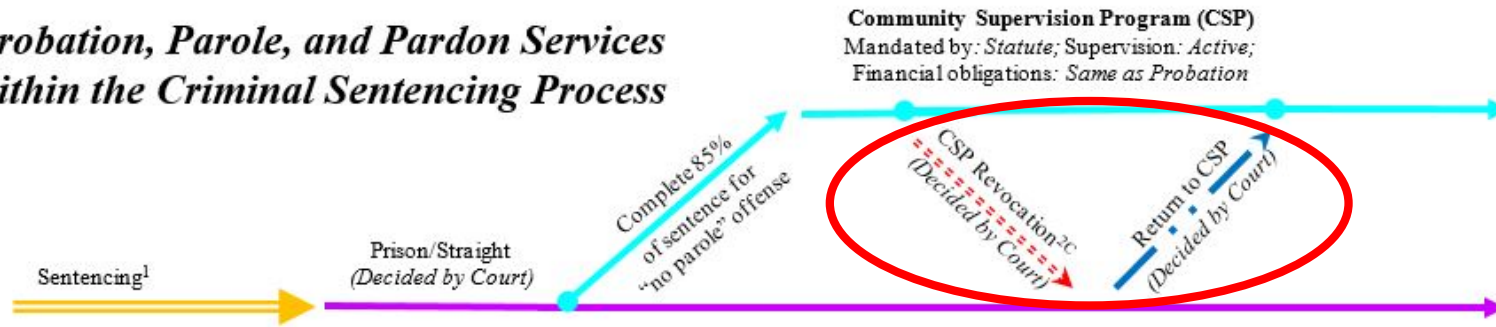 robation, Parole, and Pardon Services
ithin the Criminal Sentencing Process
Community Supervision Program (CSP)
Mandated by: Statute; Supervision: Active;
Financial obligations: Same as Probation
Sentencing¹
Prison/Straight
(Decided by Court)
Complete 85%
of sentence for
“no parole” offense
CSP Revocation²ᶜ
(Decided by Court)
Return to CSP
(Decided by Court)